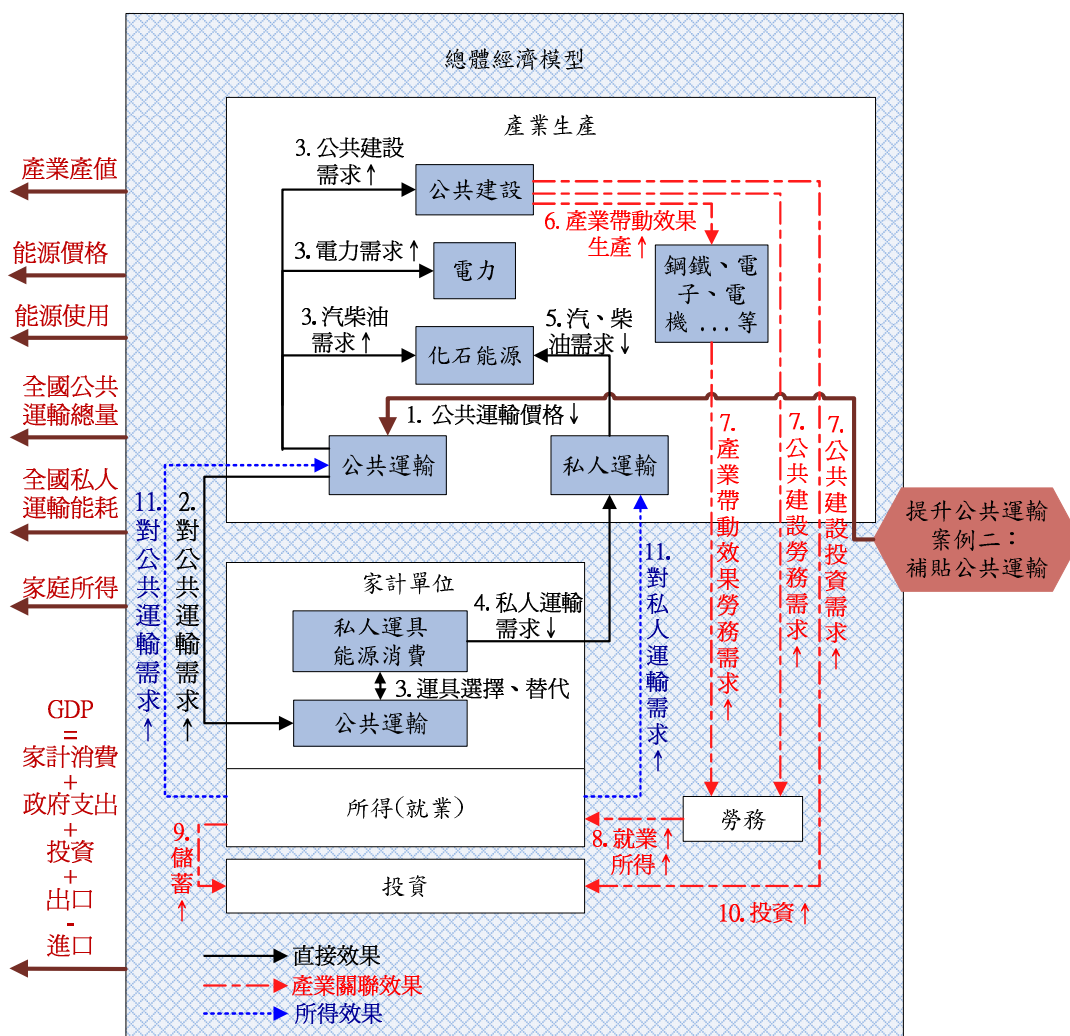 總體經濟模型
產業生產
3. 公共建設
需求↑
公共建設
6. 產業帶動效果
生產↑
3. 電力需求↑
電力
鋼鐵、電
子、電
機...等
3. 汽柴油
需求↑
化石能源
5. 汽、柴
油需求↓
1. 公共運輸價格↓
公共運輸
私人運輸
7.產業帶動效果勞務需求↑
7.公共建設勞務需求↑
7.公共建設投資需求↑
提升公共運輸
案例二：
補貼公共運輸
11.對公共運輸需求↑
2.對公共運輸需求↑
家計單位
私人運具
能源消費
4. 私人運輸
需求↓
3. 運具選擇、替代
公共運輸
11.對私人運輸需求↑
所得(就業)
勞務
8. 就業↑
所得↑
9.儲蓄↑
投資
10. 投資↑
直接效果
產業關聯效果
所得效果
產業產值
能源價格
能源使用
全國公共
運輸總量
全國私人
運輸能耗
家庭所得
GDP
=
家計消費
+
政府支出
+
投資
+
出口
-
進口